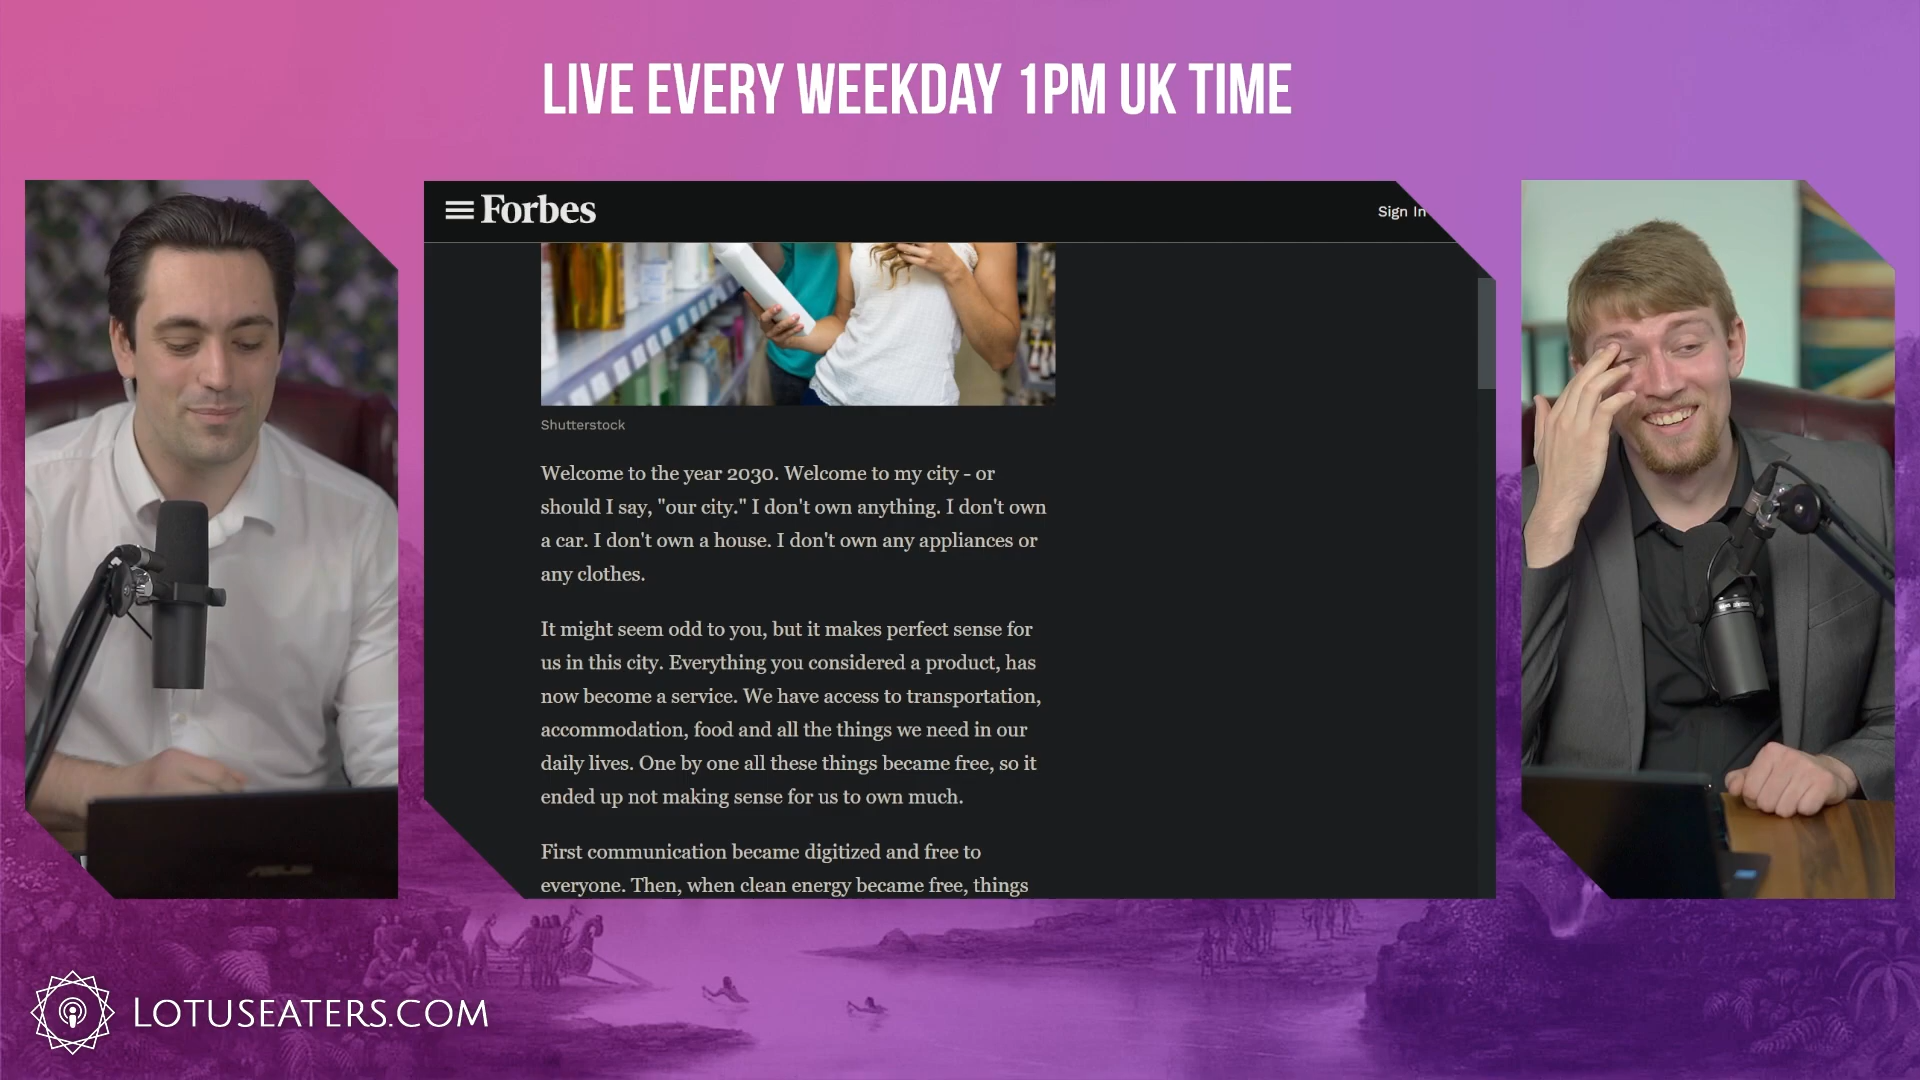 LIVE EVERY WEEKDAY 1PM UK TIME
Forbes
Sign In
Shutterstock
Welcome to the year 2030. Welcome to my city - or
should I say, "our city." I don't own anything. I don't own
a car. I don't own a house. I don't own any appliances or
any clothes.
It might seem odd to you, but it makes perfect sense for
us in this city. Everything you considered a product, has
now become a service. We have access to transportation,
accommodation, food and all the things we need in our
daily lives. One by one all these things became free, so it
ended up not making sense for us to own much.
First communication became digitized and free to
everyone. Then, when clean energy became free, things
LOTUSEATERS.COM